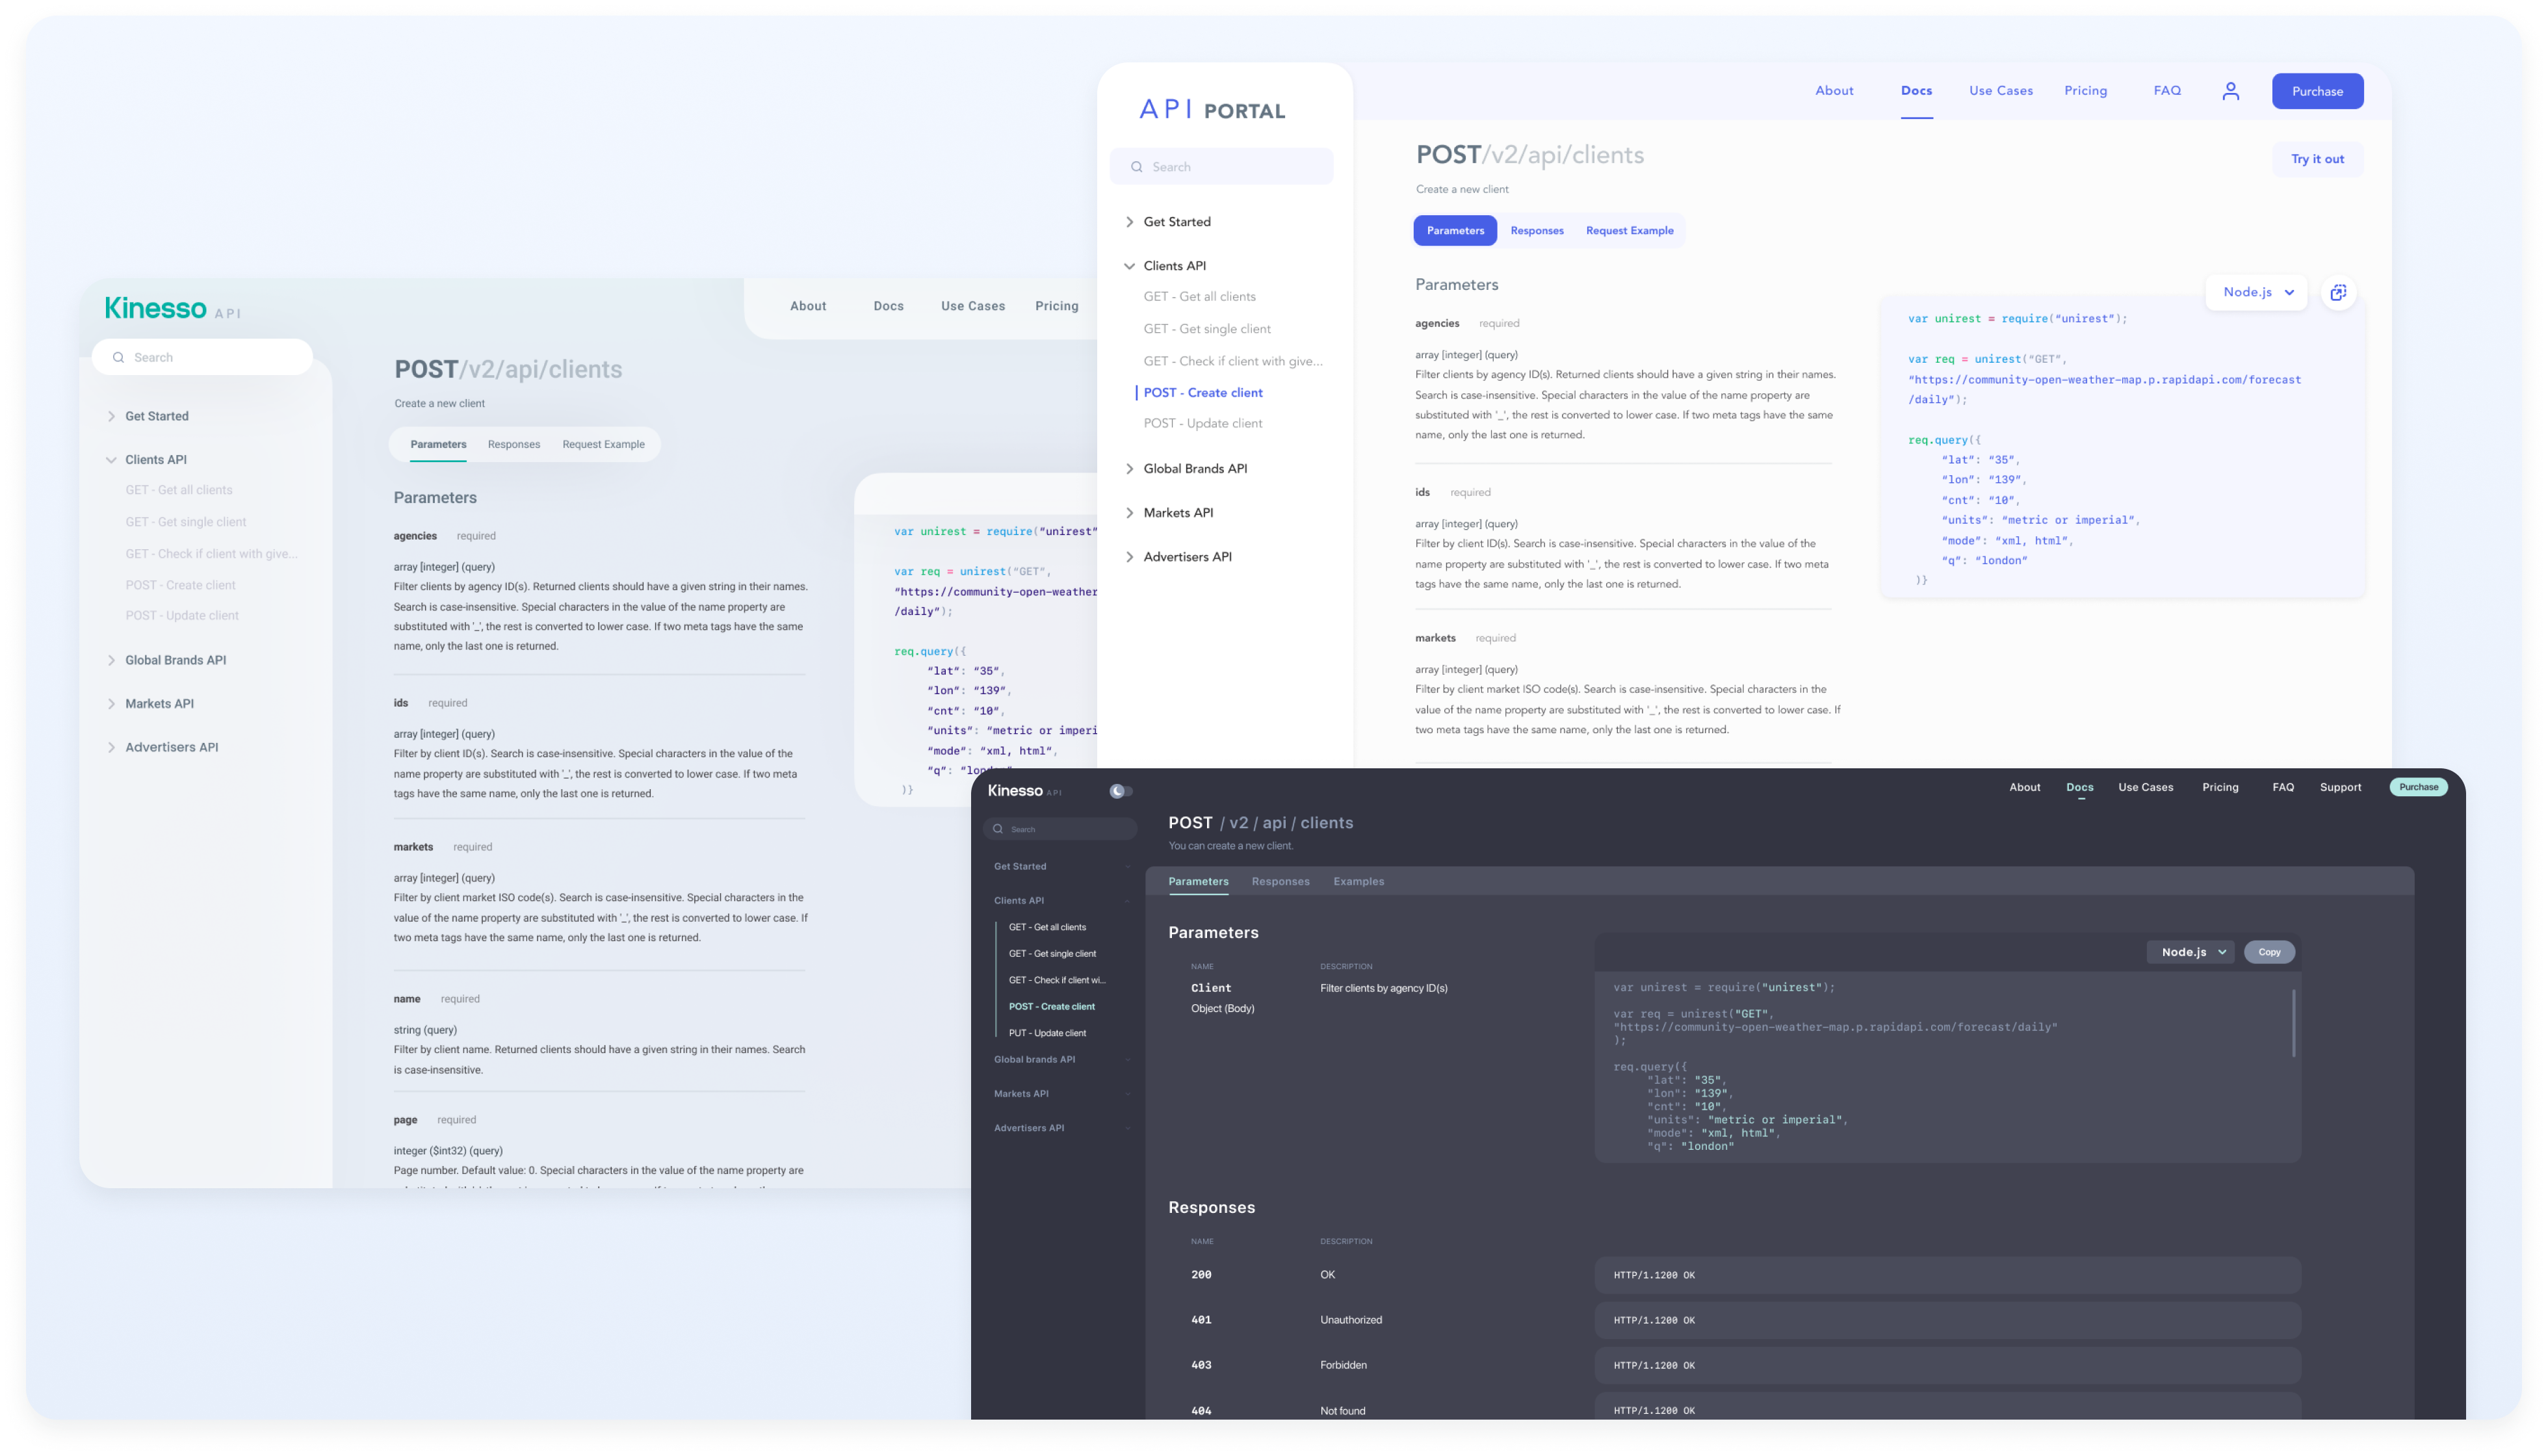 Kinesso API
About Docs Use Cases Pricing
Search
Get Started
Clients API
GET - Get all clients
GET - Get single client
GET - Check if client with give...
POST - Create client
POST - Update client
Global Brands API
Markets API
Advertisers API
POST/v2/api/clients
Create a new client
Parameters Responses Request Example
Parameters
agencies required
array [integer] (query)
Filter clients by agency ID(s). Returned clients should have a given string in their names.
Search is case-insensitive. Special characters in the value of the name property are
substituted with '_', the rest is converted to lower case. If two meta tags have the same
name, only the last one is returned.
ids required
array [integer] (query)
Filter by client ID(s). Search is case-insensitive. Special characters in the value of the
name property are substituted with '_', the rest is converted to lower case. If two meta
tags have the same name, only the last one is returned.
markets required
array [integer] (query)
Filter by client market ISO code(s). Search is case-insensitive. Special characters in the
value of the name property are substituted with '_', the rest is converted to lower case. If
two meta tags have the same name, only the last one is returned.
name required
string (query)
Filter by client name. Returned clients should have a given string in their names. Search
is case-insensitive.
page required
integer ($int32) (query)
Page number. Default value: 0. Special characters in the value of the name property are
var unirest = require(“unirest”
var req = unirest(“GET”,
“https://community-open-weather
/daily”);
req.query({
“lat”: “35”,
“lon”: “139”,
“cnt”: “10”,
“units”: “metric or imperi
“mode”: “xml, html”,
“q”:
)}
API PORTAL
Search
Get Started
Clients API
GET - Get all clients
GET - Get single client
GET - Check if client with give...
POST - Create client
POST - Update client
Global Brands API
Markets API
Advertisers API
About Docs Use Cases Pricing FAQ Purchase
POST/v2/api/clients
Try it out
Create a new client
Parameters Responses Request Example
Parameters
agencies required
array [integer] (query)
Filter clients by agency ID(s). Returned clients should have a given string in their names.
Search is case-insensitive. Special characters in the value of the name property are
substituted with '_', the rest is converted to lower case. If two meta tags have the same
name, only the last one is returned.
ids required
array [integer] (query)
Filter by client ID(s). Search is case-insensitive. Special characters in the value of the
name property are substituted with '_', the rest is converted to lower case. If two meta
tags have the same name, only the last one is returned.
markets required
array [integer] (query)
Filter by client market ISO code(s). Search is case-insensitive. Special characters in the
value of the name property are substituted with '_', the rest is converted to lower case. If
two meta tags have the same name, only the last one is returned.
Node.js
var unirest = require(“unirest”);
var req = unirest(“GET”,
“https://community-open-weather-map.p.rapidapi.com/forecast
/daily”);
req.query({
“lat”: “35”,
“lon”: “139”,
“cnt”: “10”,
“units”: “metric or imperial”,
“mode”: “xml, html”,
“q”: “london”
)}
Kinesso API
Search
Get Started
Clients API
GET - Get all clients
GET - Get single client
GET - Check if client wi...
POST - Create client
PUT - Update client
Global brands API
Markets API
Advertisers API
About Docs Use Cases Pricing FAQ Support Purchase
POST / v2 / api / clients
You can create a new client.
Parameters Responses Examples
Parameters
NAME DESCRIPTION
Client Filter clients by agency ID(s)
Object (Body)
Node.js Copy
var unirest = require("unirest");
var req = unirest("GET",
"https://community-open-weather-map.p.rapidapi.com/forecast/daily"
);
req.query({
"lat": "35",
"lon": "139",
"cnt": "10",
"units": "metric or imperial",
"mode": "xml, html",
"q": "london"
Responses
NAME DESCRIPTION
200 OK HTTP/1.1200 OK
401 Unauthorized HTTP/1.1200 OK
403 Forbidden HTTP/1.1200 OK
404 Not found HTTP/1.1200 OK